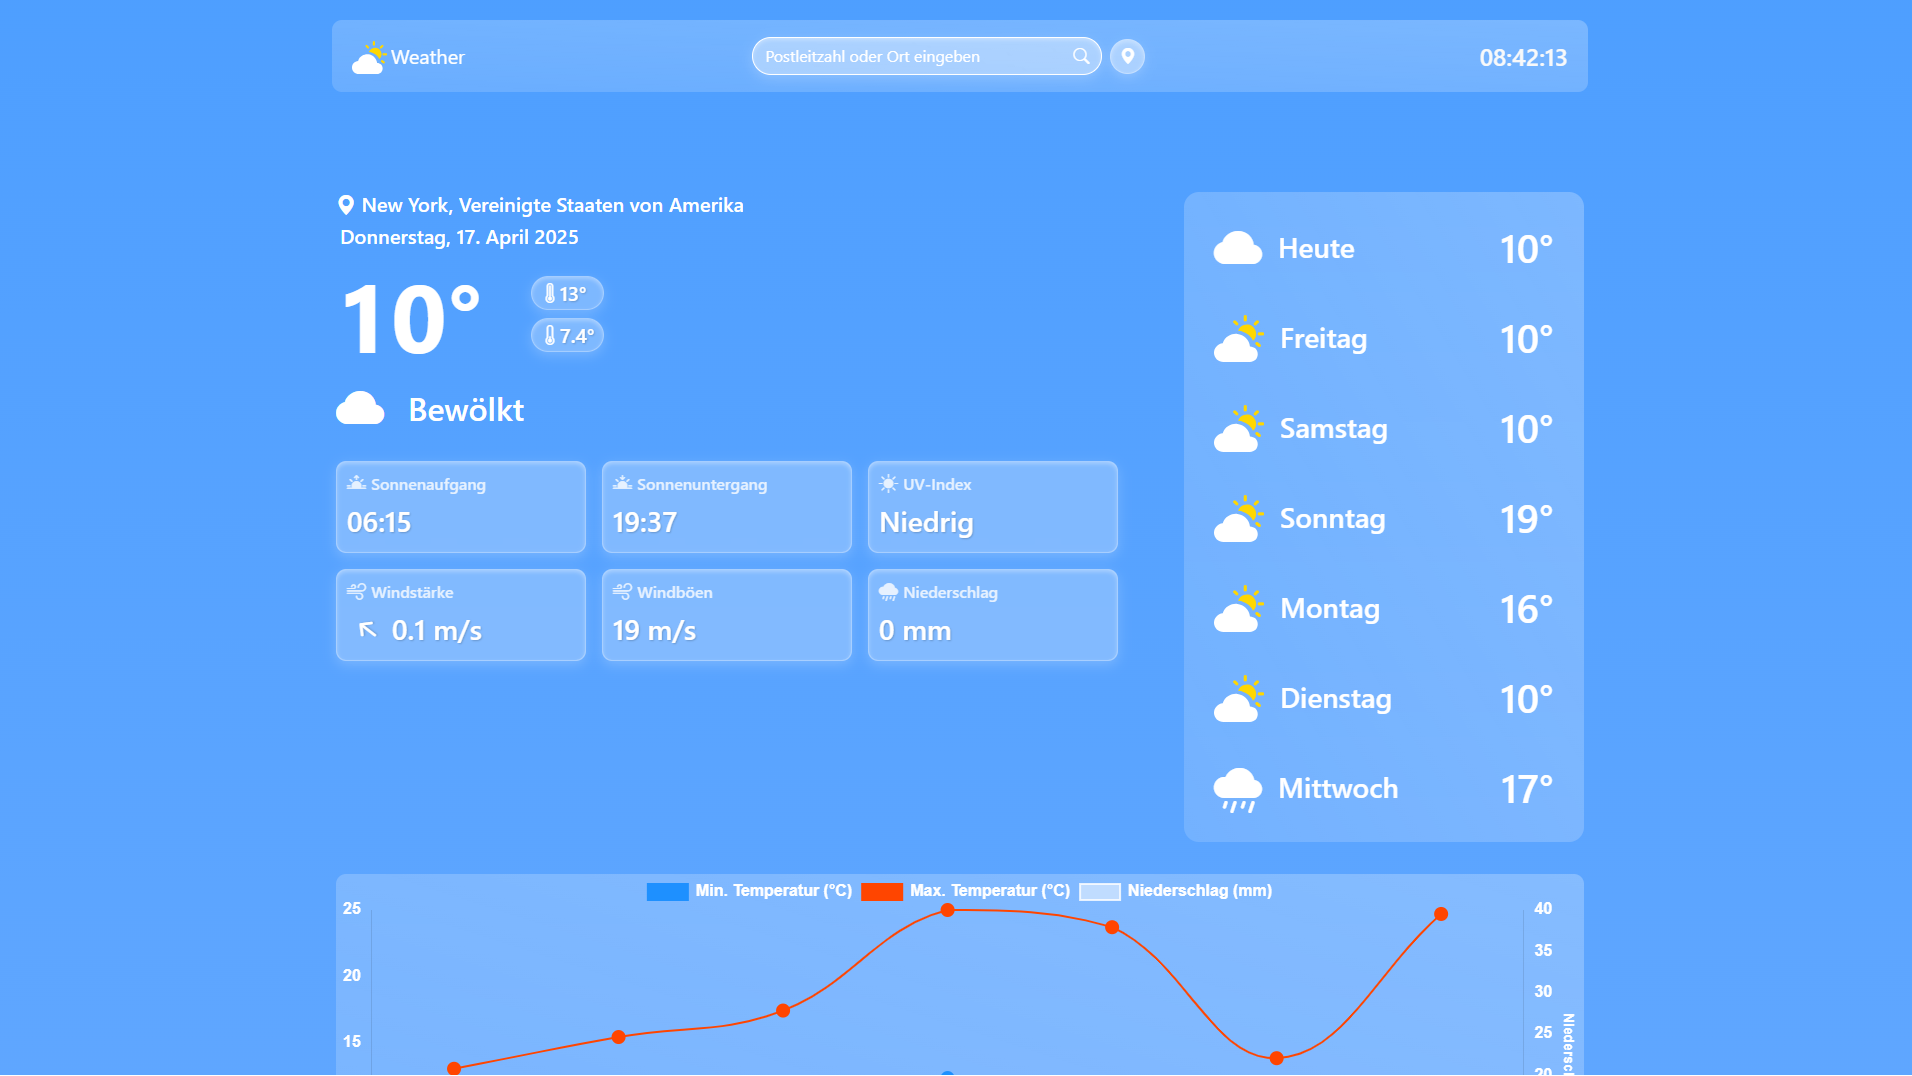 Weather
Postleitzahl oder Ort eingeben
08:42:13
New York, Vereinigte Staaten von Amerika
Donnerstag, 17. April 2025
10°
13°
7.4°
Bewölkt
Sonnenaufgang
06:15
Sonnenuntergang
19:37
UV-Index
Niedrig
Windstärke
0.1 m/s
Windböen
19 m/s
Niederschlag
0 mm
Heute 10°
Freitag 10°
Samstag 10°
Sonntag 19°
Montag 16°
Dienstag 10°
Mittwoch 17°
Min. Temperatur (°C) Max. Temperatur (°C) Niederschlag (mm)
25
20
15
40
35
30
25
20
Niedersch